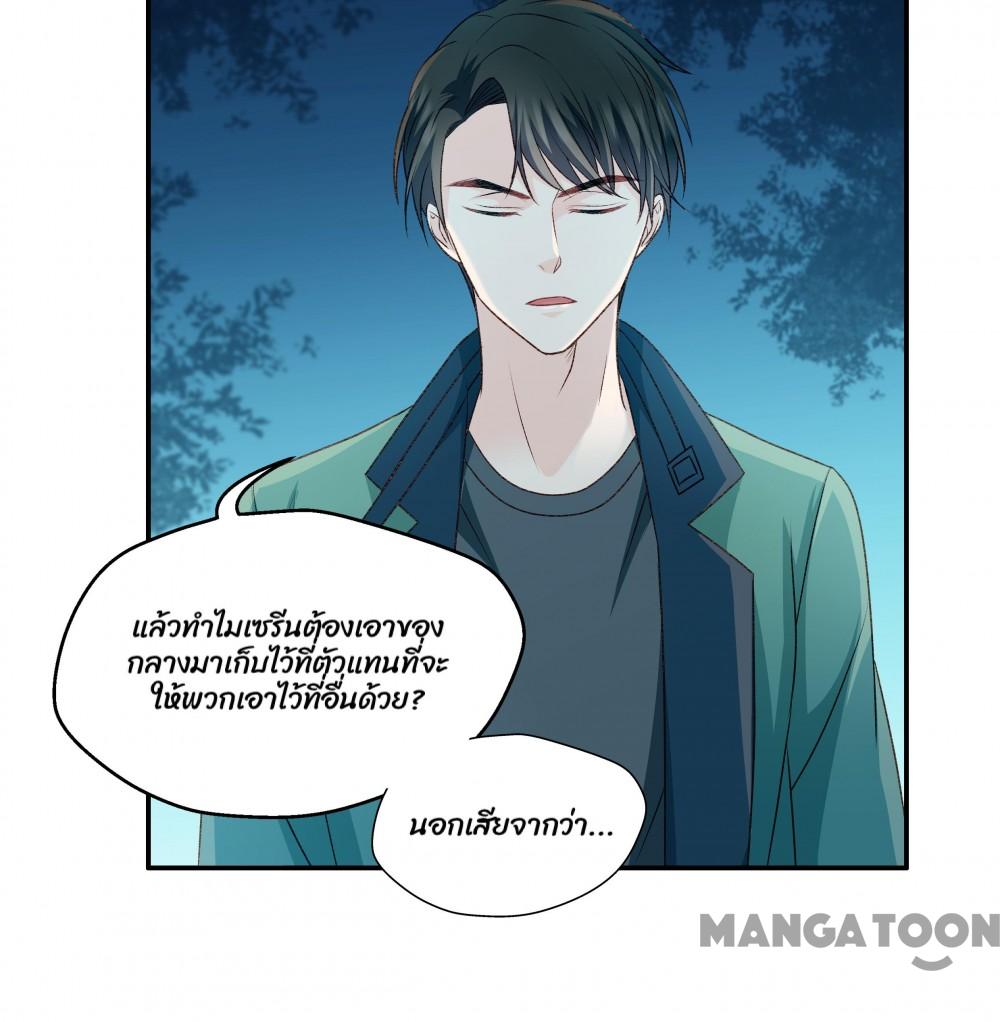 แล้วทำไมเซรีนต้องเอาของ
กลางมาเก็บไว้ที่ตัวแทนที่จะ
ให้พวกเอาไว้ที่อื่นด้วย?
นอกเสียจากว่า...
MANGATOON